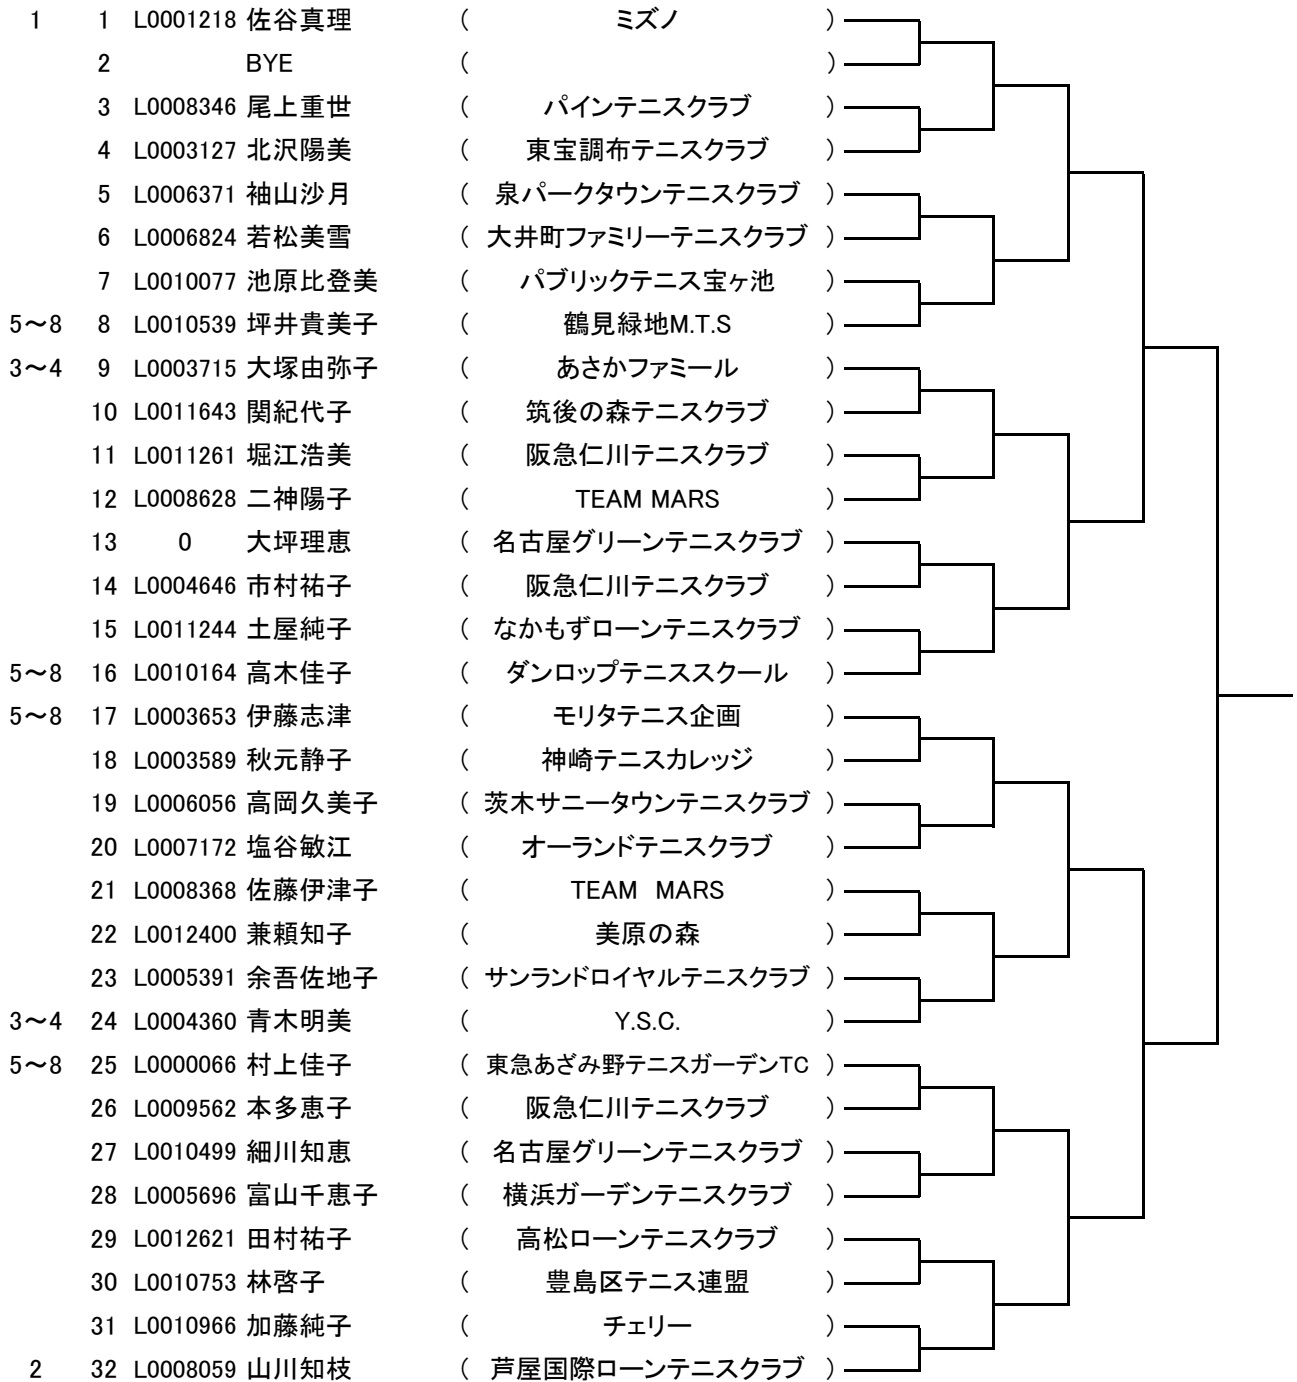 1 1 L0001218 佐谷真理 ( ミズノ )
2 BYE ( )
3 L0008346 尾上重世 ( パインテニスクラブ )
4 L0003127 北沢陽美 ( 東宝調布テニスクラブ )
5 L0006371 袖山沙月 ( 泉パークタウンテニスクラブ )
6 L0006824 若松美雪 ( 大井町ファミリーテニスクラブ )
7 L0010077 池原比登美 ( パブリックテニス宝ヶ池 )
5～8 8 L0010539 坪井貴美子 ( 鶴見緑地M.T.S )
3～4 9 L0003715 大塚由弥子 ( あさかファミール )
10 L0011643 関紀代子 ( 筑後の森テニスクラブ )
11 L0011261 堀江浩美 ( 阪急仁川テニスクラブ )
12 L0008628 二神陽子 ( TEAM MARS )
13 0 大坪理恵 ( 名古屋グリーンテニスクラブ )
14 L0004646 市村祐子 ( 阪急仁川テニスクラブ )
15 L0011244 土屋純子 ( なかもずローンテニスクラブ )
5～8 16 L0010164 高木佳子 ( ダンロップテニススクール )
5～8 17 L0003653 伊藤志津 ( モリタテニス企画 )
18 L0003589 秋元静子 ( 神崎テニスカレッジ )
19 L0006056 高岡久美子 ( 茨木サニータウンテニスクラブ )
20 L0007172 塩谷敏江 ( オーランドテニスクラブ )
21 L0008368 佐藤伊津子 ( TEAM　MARS )
22 L0012400 兼頼知子 ( 美原の森 )
23 L0005391 余吾佐地子 ( サンランドロイヤルテニスクラブ )
3～4 24 L0004360 青木明美 ( Y.S.C. )
5～8 25 L0000066 村上佳子 ( 東急あざみ野テニスガーデンTC )
26 L0009562 本多恵子 ( 阪急仁川テニスクラブ )
27 L0010499 細川知恵 ( 名古屋グリーンテニスクラブ )
28 L0005696 富山千恵子 ( 横浜ガーデンテニスクラブ )
29 L0012621 田村祐子 ( 高松ローンテニスクラブ )
30 L0010753 林啓子 ( 豊島区テニス連盟 )
31 L0010966 加藤純子 ( チェリー )
2 32 L0008059 山川知枝 ( 芦屋国際ローンテニスクラブ )